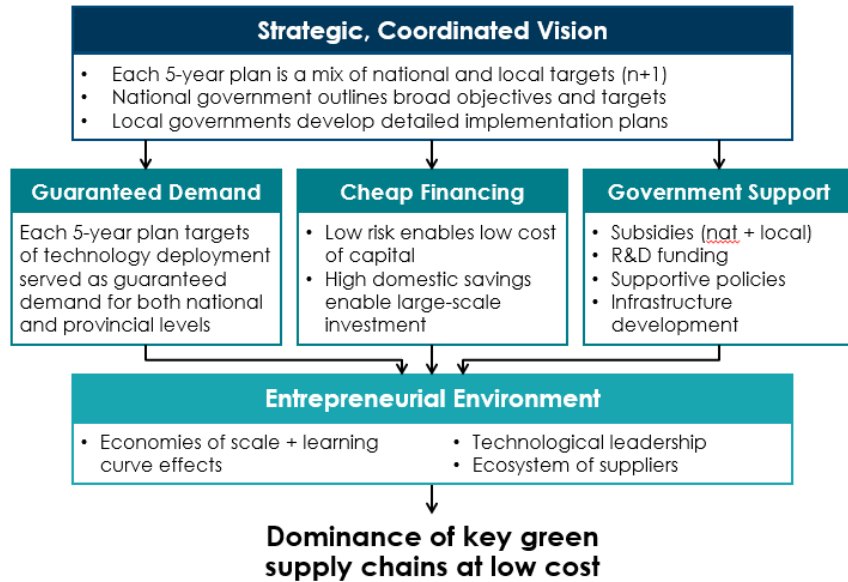 Strategic, Coordinated Vision
• Each 5-year plan is a mix of national and local targets (n+1)
• National government outlines broad objectives and targets
• Local governments develop detailed implementation plans
Guaranteed Demand
Each 5-year plan targets
of technology deployment
served as guaranteed
demand for both national
and provincial levels
Cheap Financing
• Low risk enables low cost
of capital
• High domestic savings
enable large-scale
investment
Government Support
• Subsidies (nat + local)
• R&D funding
• Supportive policies
• Infrastructure
development
Entrepreneurial Environment
• Economies of scale + learning
curve effects
• Technological leadership
• Ecosystem of suppliers
Dominance of key green
supply chains at low cost